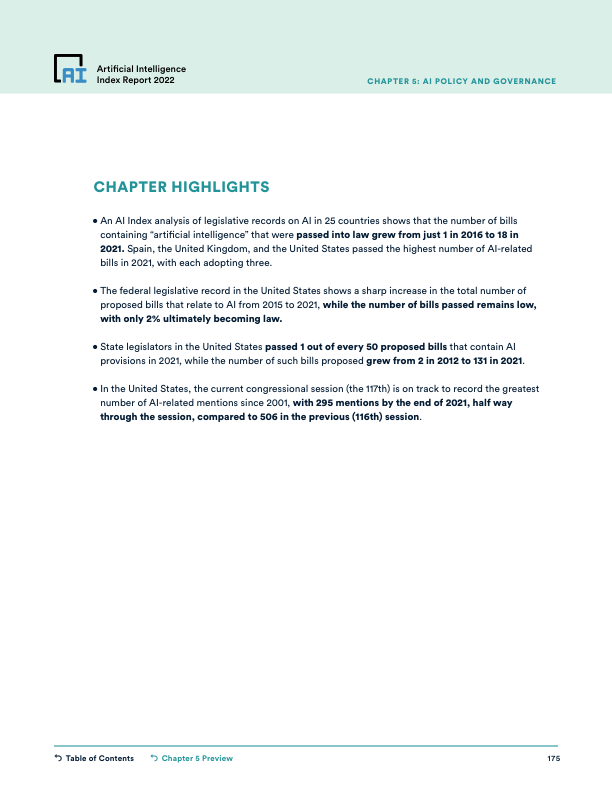 AI
Artificial Intelligence
Index Report 2022
CHAPTER 5: AI POLICY AND GOVERNANCE
CHAPTER HIGHLIGHTS
• An AI Index analysis of legislative records on AI in 25 countries shows that the number of bills
containing “artificial intelligence” that were passed into law grew from just 1 in 2016 to 18 in
2021. Spain, the United Kingdom, and the United States passed the highest number of AI-related
bills in 2021, with each adopting three.
• The federal legislative record in the United States shows a sharp increase in the total number of
proposed bills that relate to AI from 2015 to 2021, while the number of bills passed remains low,
with only 2% ultimately becoming law.
• State legislators in the United States passed 1 out of every 50 proposed bills that contain AI
provisions in 2021, while the number of such bills proposed grew from 2 in 2012 to 131 in 2021.
• In the United States, the current congressional session (the 117th) is on track to record the greatest
number of AI-related mentions since 2001, with 295 mentions by the end of 2021, half way
through the session, compared to 506 in the previous (116th) session.
Table of Contents
Chapter 5 Preview
175